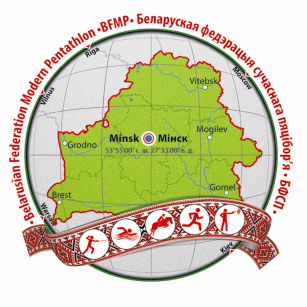 •Belarusian Federation Modern Pentathlon •BFMP• Беларуская федэрацыя сучаснага пяцібор'я. •БФСП•
Riga
Vilnus
Moscow
Vitebsk
Minsk Мінск
Mogilev
53°55'00" с. ш. 27°33'00" в. д.
Grodno
Brest
Gomel
Warsaw
Kiev